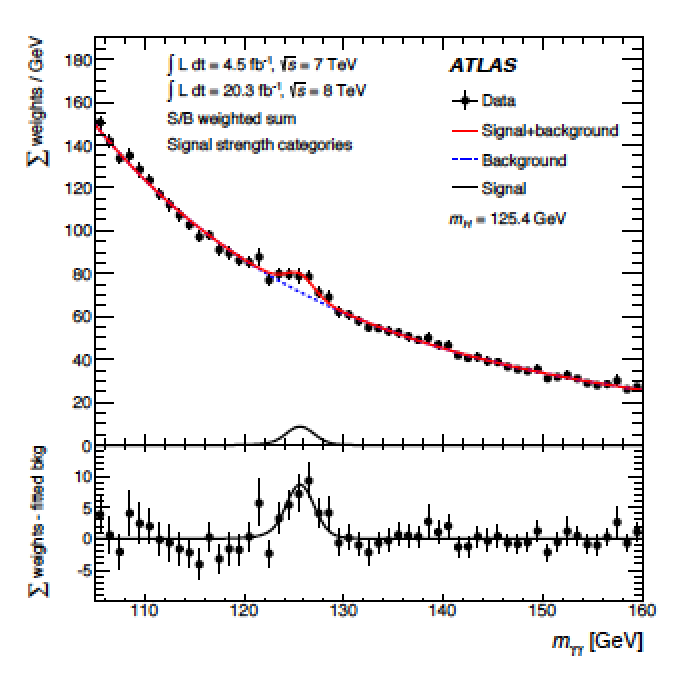 ∑ weights / GeV
180
160
140
120
100
80
60
40
20
0
∫ L dt = 4.5 fb⁻¹, √s = 7 TeV
∫ L dt = 20.3 fb⁻¹, √s = 8 TeV
S/B weighted sum
Signal strength categories
ATLAS
Data
Signal+background
Background
Signal
m_H = 125.4 GeV
∑ weights - fitted bkg
10
5
0
-5
110 120 130 140 150 160
m_γγ [GeV]